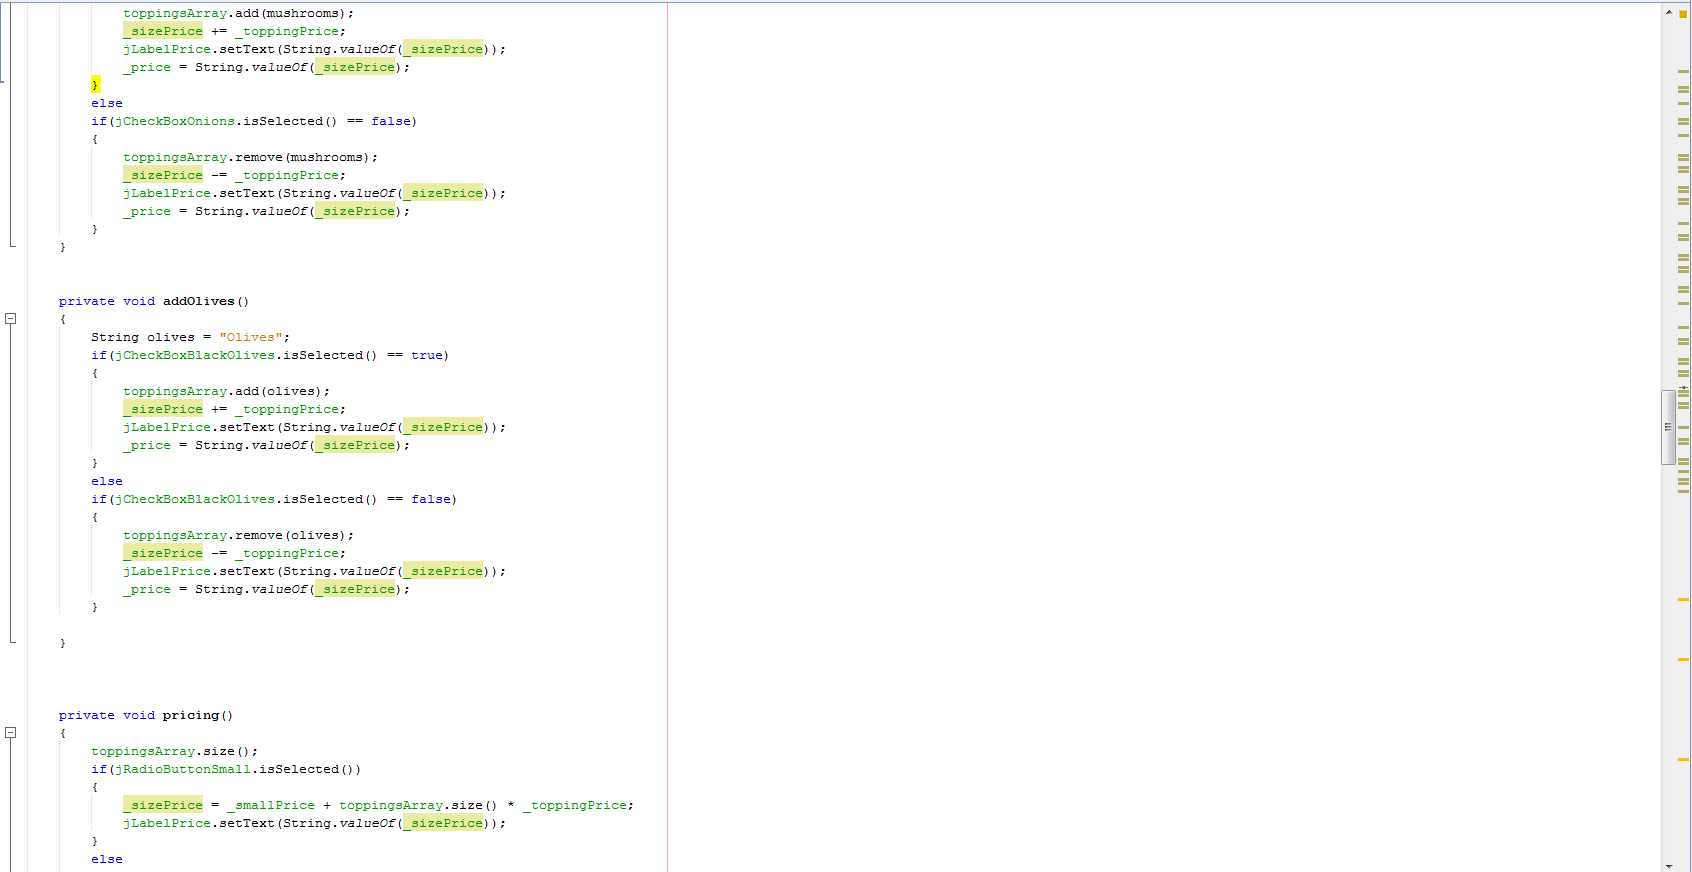 toppingsArray.add(mushrooms);
_sizePrice += _toppingPrice;
jLabelPrice.setText(String.valueOf(_sizePrice));
_price = String.valueOf(_sizePrice);
}
else
if(jCheckBoxOnions.isSelected() == false)
{
toppingsArray.remove(mushrooms);
_sizePrice -= _toppingPrice;
jLabelPrice.setText(String.valueOf(_sizePrice));
_price = String.valueOf(_sizePrice);
}
}
private void addOlives()
{
String olives = "Olives";
if(jCheckBoxBlackOlives.isSelected() == true)
{
toppingsArray.add(olives);
_sizePrice += _toppingPrice;
jLabelPrice.setText(String.valueOf(_sizePrice));
_price = String.valueOf(_sizePrice);
}
else
if(jCheckBoxBlackOlives.isSelected() == false)
{
toppingsArray.remove(olives);
_sizePrice -= _toppingPrice;
jLabelPrice.setText(String.valueOf(_sizePrice));
_price = String.valueOf(_sizePrice);
}
}
private void pricing()
{
toppingsArray.size();
if(jRadioButtonSmall.isSelected())
{
_sizePrice = _smallPrice + toppingsArray.size() * _toppingPrice;
jLabelPrice.setText(String.valueOf(_sizePrice));
}
else